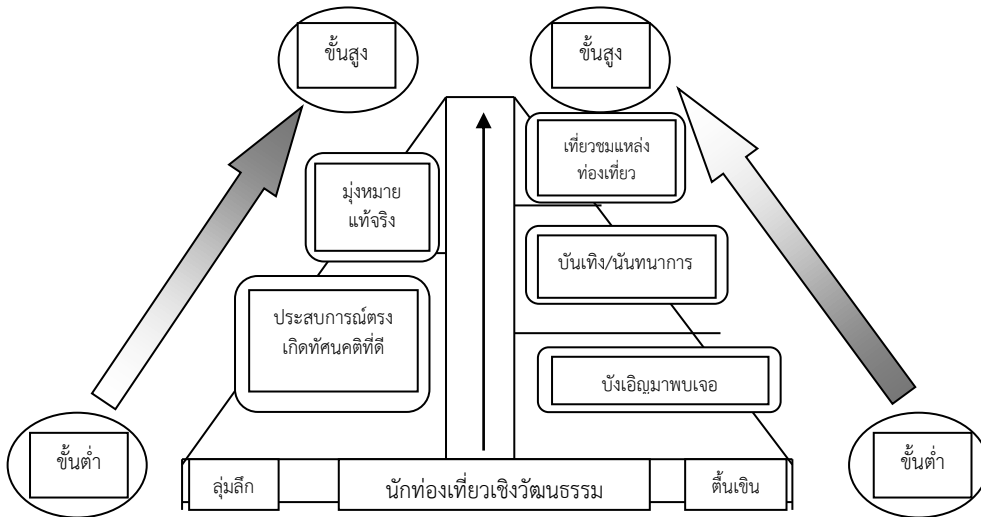 ขั้นสูง
ขั้นสูง
เที่ยวชมแหล่ง
ท่องเที่ยว
มุ่งหมาย
แท้จริง
บันเทิง/นันทนาการ
ประสบการณ์ตรง
เกิดทัศนคติที่ดี
บังเอิญมาพบเจอ
ขั้นต่ำ
ขั้นต่ำ
ลุ่มลึก
นักท่องเที่ยวเชิงวัฒนธรรม
ตื้นเขิน